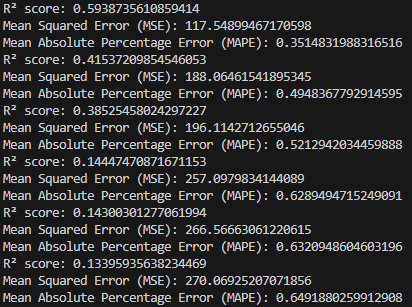 R² score: 0.5938735610859414
Mean Squared Error (MSE): 117.54899467170598
Mean Absolute Percentage Error (MAPE): 0.3514831988316516
R² score: 0.41537209854546053
Mean Squared Error (MSE): 188.06461541895345
Mean Absolute Percentage Error (MAPE): 0.4948367792914595
R² score: 0.38525458024297227
Mean Squared Error (MSE): 196.1142712655046
Mean Absolute Percentage Error (MAPE): 0.5212942034459888
R² score: 0.14447470871671153
Mean Squared Error (MSE): 257.0979834144089
Mean Absolute Percentage Error (MAPE): 0.6289494715249091
R² score: 0.14300301277061994
Mean Squared Error (MSE): 266.56663061220615
Mean Absolute Percentage Error (MAPE): 0.6320948604603196
R² score: 0.13395935638234469
Mean Squared Error (MSE): 270.06925207071856
Mean Absolute Percentage Error (MAPE): 0.6491880259912908